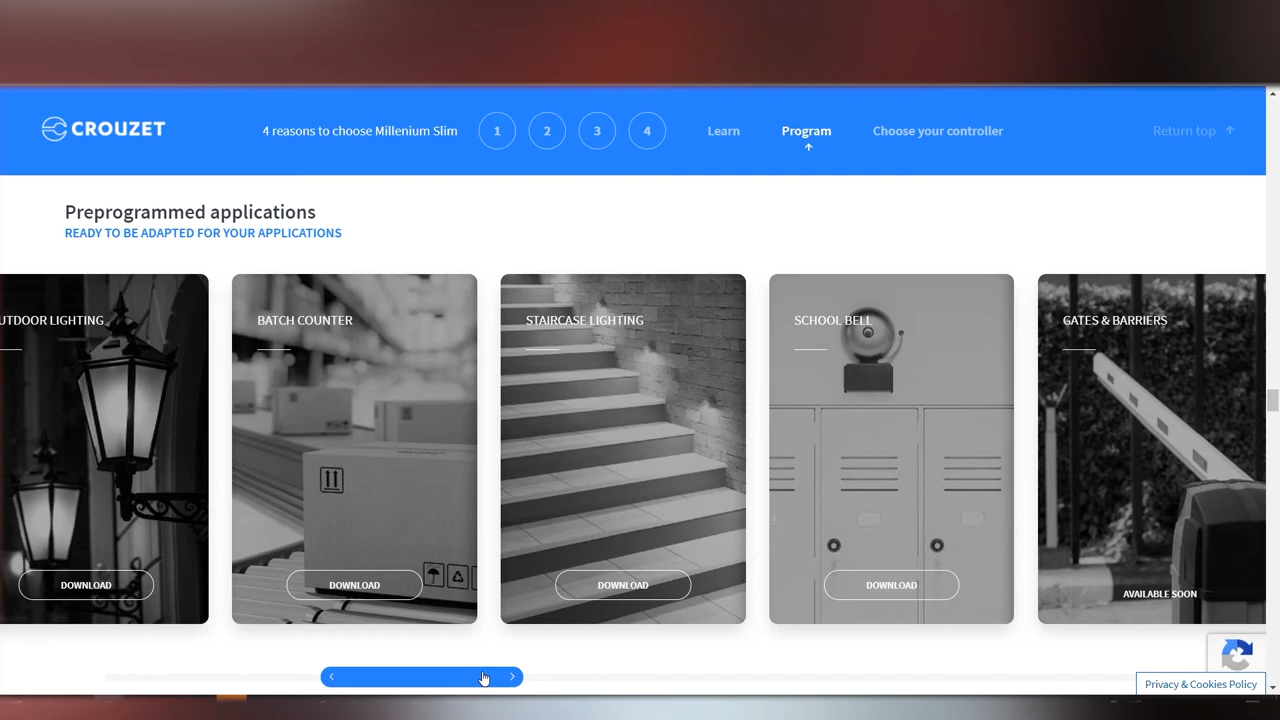 CROUZET
4 reasons to choose Millenium Slim
1
2
3
4
Learn
Program
Choose your controller
Return top
Preprogrammed applications
READY TO BE ADAPTED FOR YOUR APPLICATIONS
UTDOOR LIGHTING
BATCH COUNTER
STAIRCASE LIGHTING
SCHOOL BELL
GATES & BARRIERS
DOWNLOAD
DOWNLOAD
DOWNLOAD
DOWNLOAD
AVAILABLE SOON
Privacy & Cookies Policy